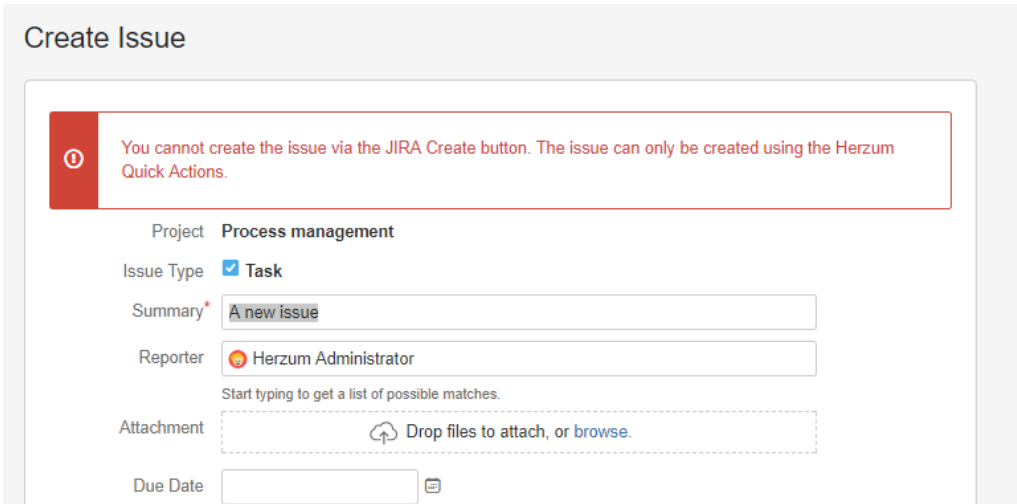 Create Issue
You cannot create the issue via the JIRA Create button. The issue can only be created using the Herzum
Quick Actions.
Project Process management
Issue Type Task
Summary* A new issue
Reporter Herzum Administrator
Start typing to get a list of possible matches.
Attachment Drop files to attach, or browse.
Due Date